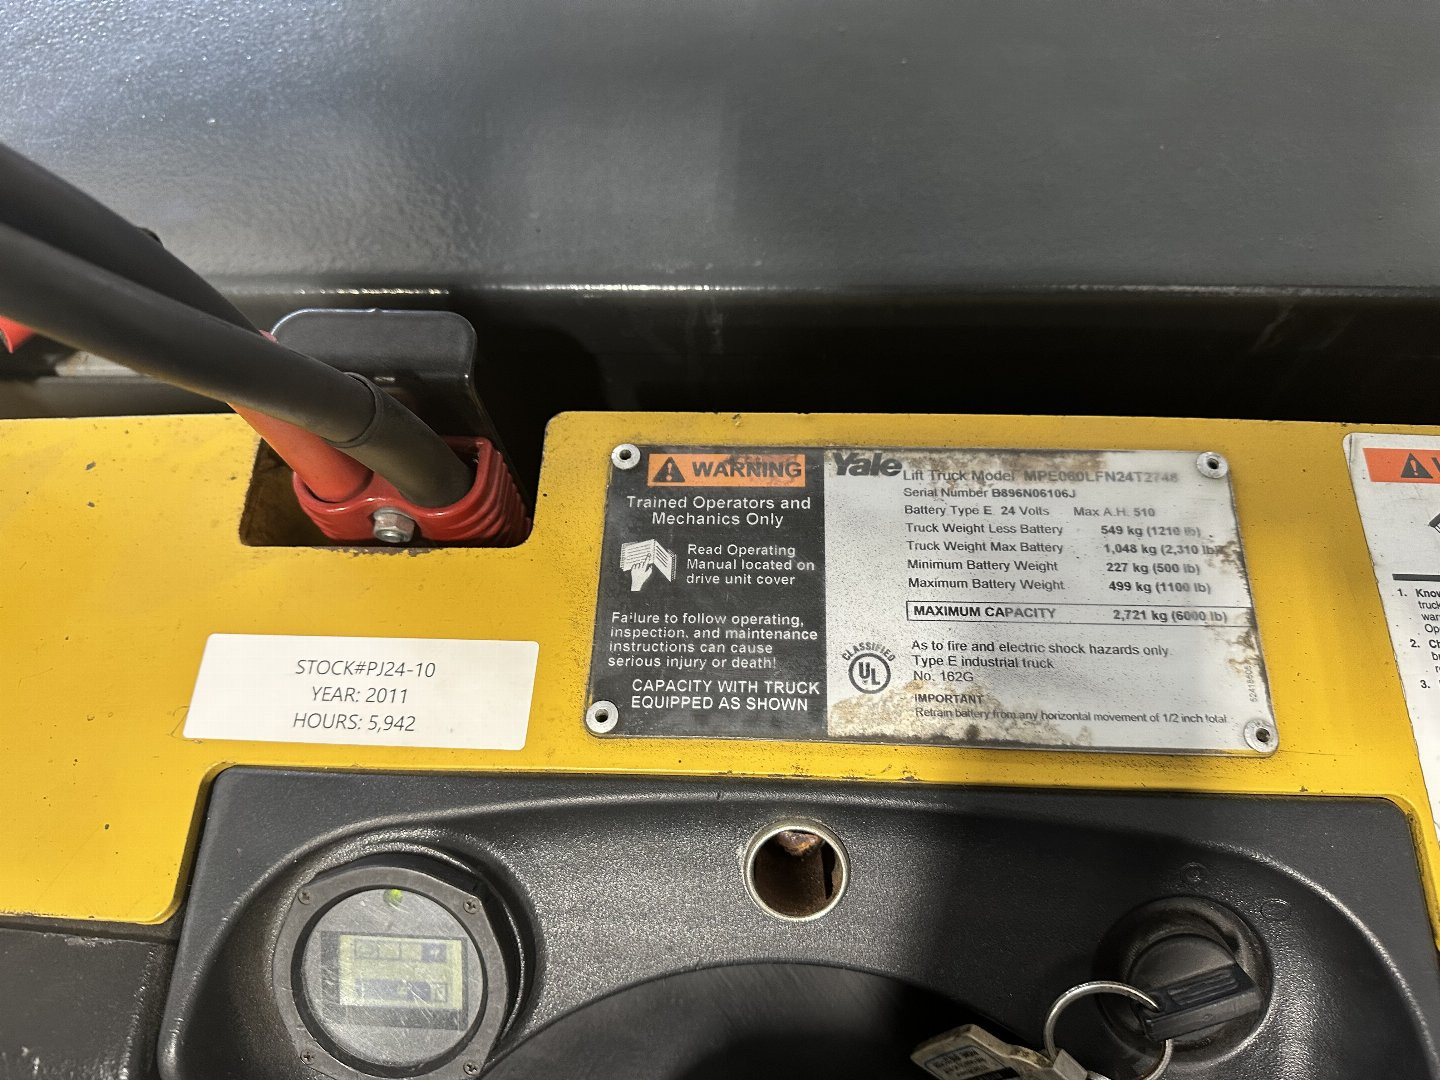 WARNING
Trained Operators and
Mechanics Only
Read Operating
Manual located on
drive unit cover
Failure to follow operating,
inspection, and maintenance
instructions can cause
serious injury or death!
CAPACITY WITH TRUCK
EQUIPPED AS SHOWN
Yale Lift Truck Model MPE060LFN24T2748
Serial Number B896N06106J
Battery Type E 24 Volts Max A.H: 510
Truck Weight Less Battery 549 kg (1210 lb)
Truck Weight Max Battery 1,048 kg (2,310 lb)
Minimum Battery Weight 227 kg (500 lb)
Maximum Battery Weight 499 kg (1100 lb)
MAXIMUM CAPACITY 2,721 kg (6000 lb)
CLASSIFIED
UL
As to fire and electric shock hazards only
Type E industrial truck
No. 162G
IMPORTANT
Retrain battery from any horizontal movement of 1/2 inch total
STOCK#PJ24-10
YEAR: 2011
HOURS: 5,942
1. Know
truck
2.
3.